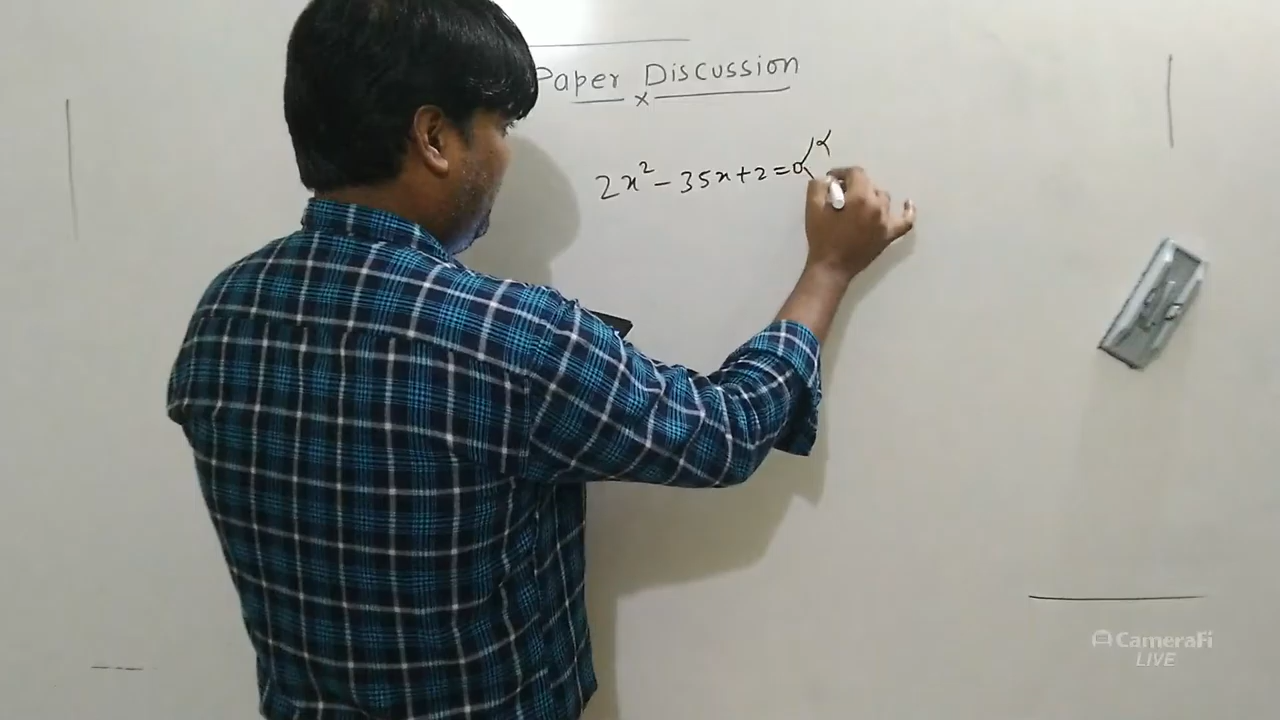 Paper Discussion
x
2x² - 35x + 2 = 0 α
CameraFi
LIVE